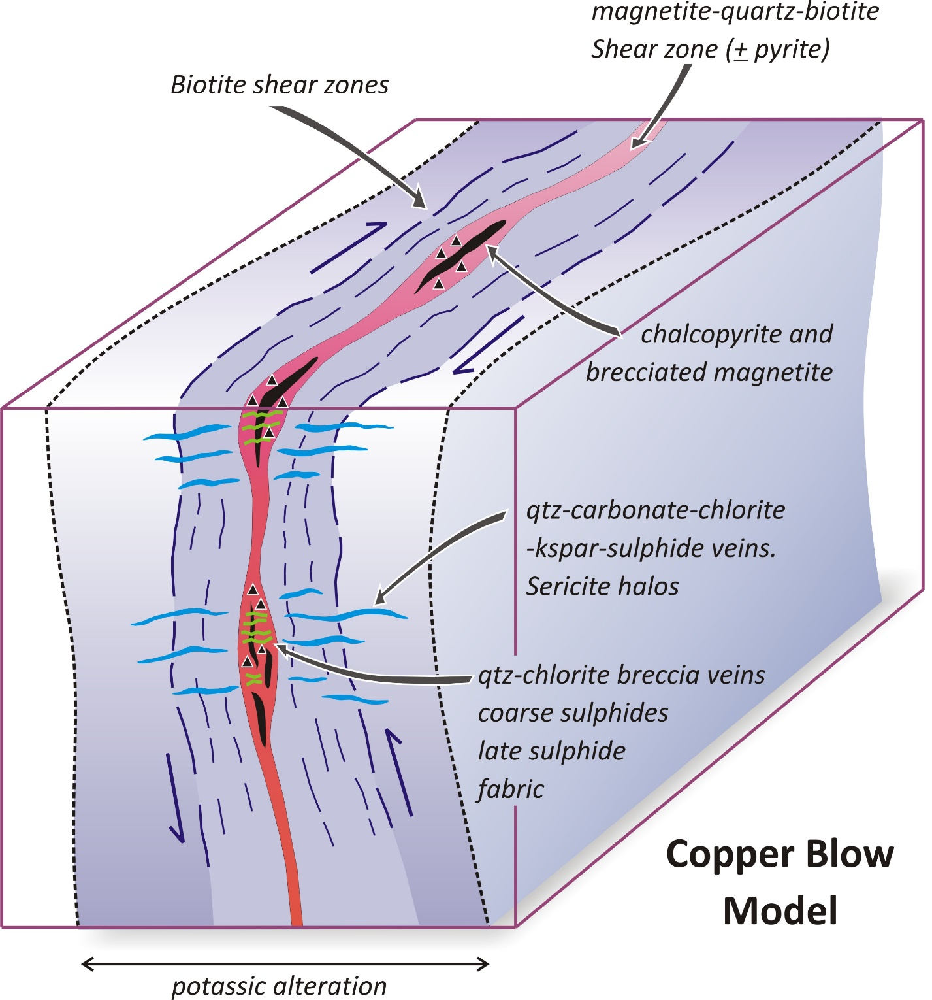 magnetite-quartz-biotite
Shear zone (± pyrite)
Biotite shear zones
chalcopyrite and
brecciated magnetite
qtz-carbonate-chlorite
-kspar-sulphide veins.
Sericite halos
qtz-chlorite breccia veins
coarse sulphides
late sulphide
fabric
Copper Blow
Model
potassic alteration